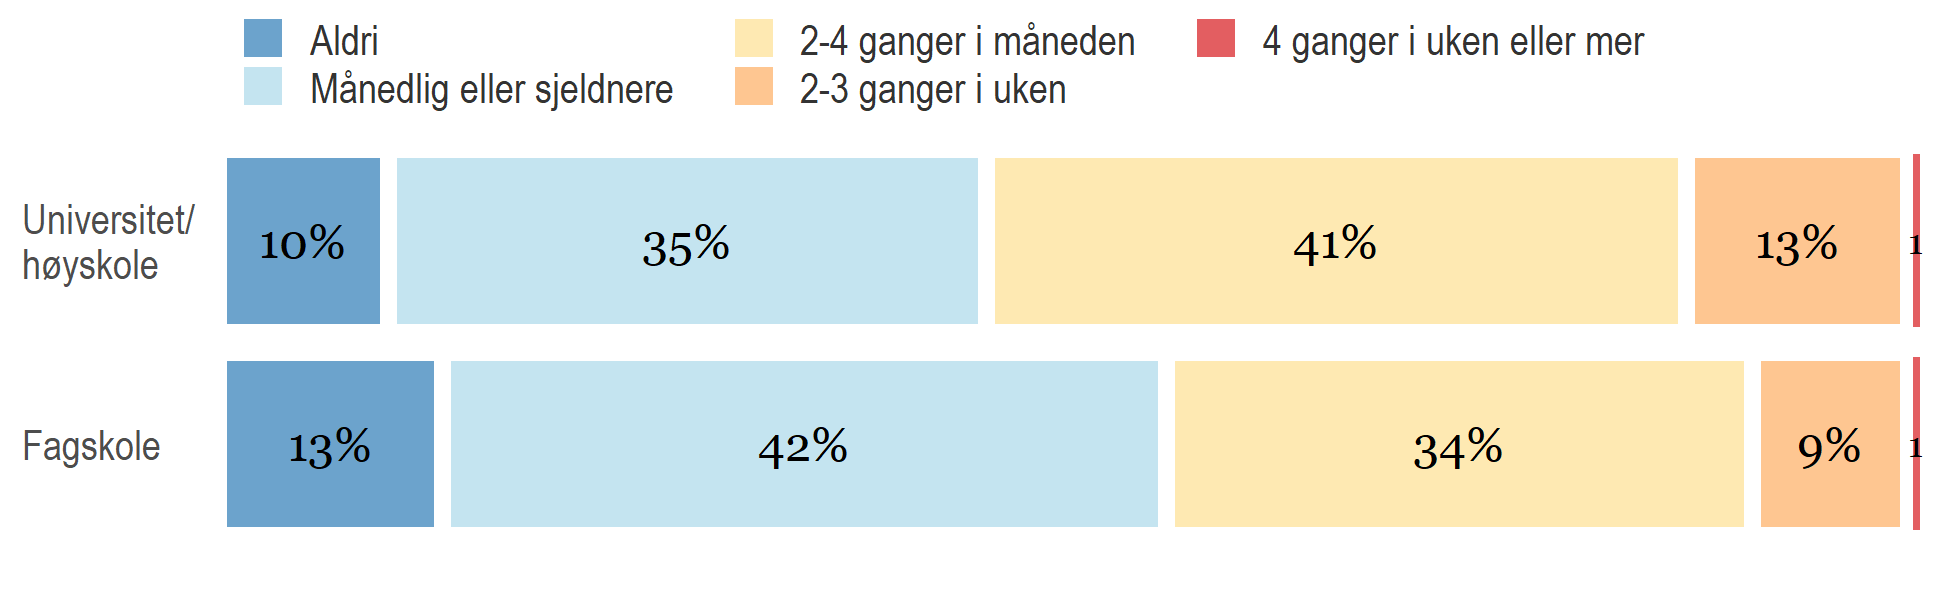 Aldri
Månedlig eller sjeldnere
2-4 ganger i måneden
2-3 ganger i uken
4 ganger i uken eller mer
Universitet/
høyskole
10% 35% 41% 13% 1
Fagskole
13% 42% 34% 9% 1